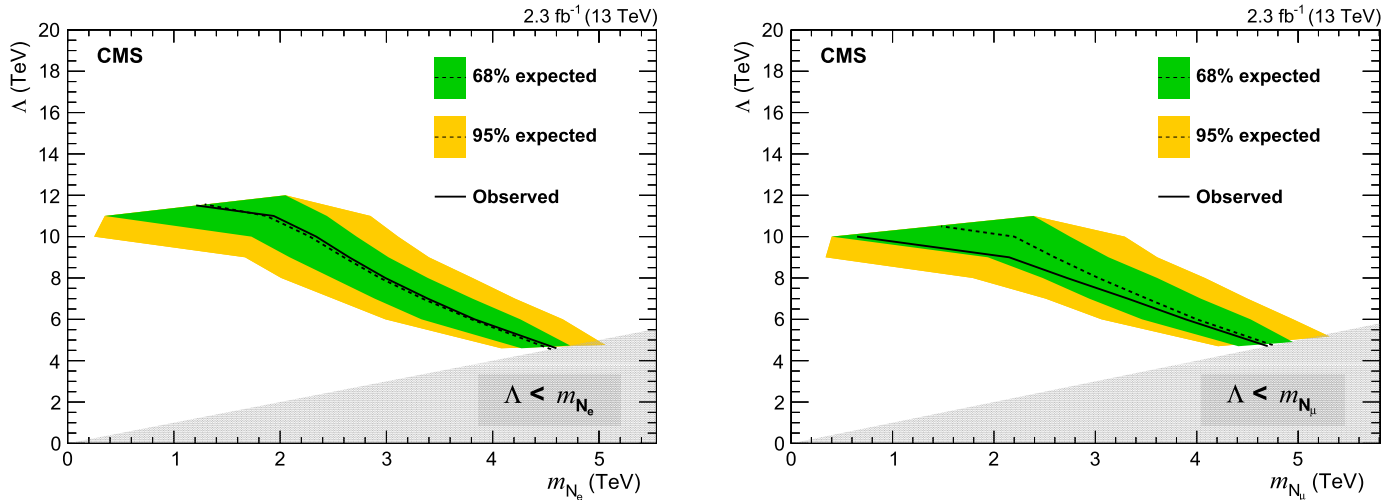 2.3 fb⁻¹ (13 TeV)
CMS
68% expected
95% expected
Observed
Λ (TeV)
20
18
16
14
12
10
8
6
4
2
0
Λ < m_Ne
0 1 2 3 4 5
m_Ne (TeV)
2.3 fb⁻¹ (13 TeV)
CMS
68% expected
95% expected
Observed
Λ (TeV)
20
18
16
14
12
10
8
6
4
2
0
Λ < m_Nμ
0 1 2 3 4 5
m_Nμ (TeV)